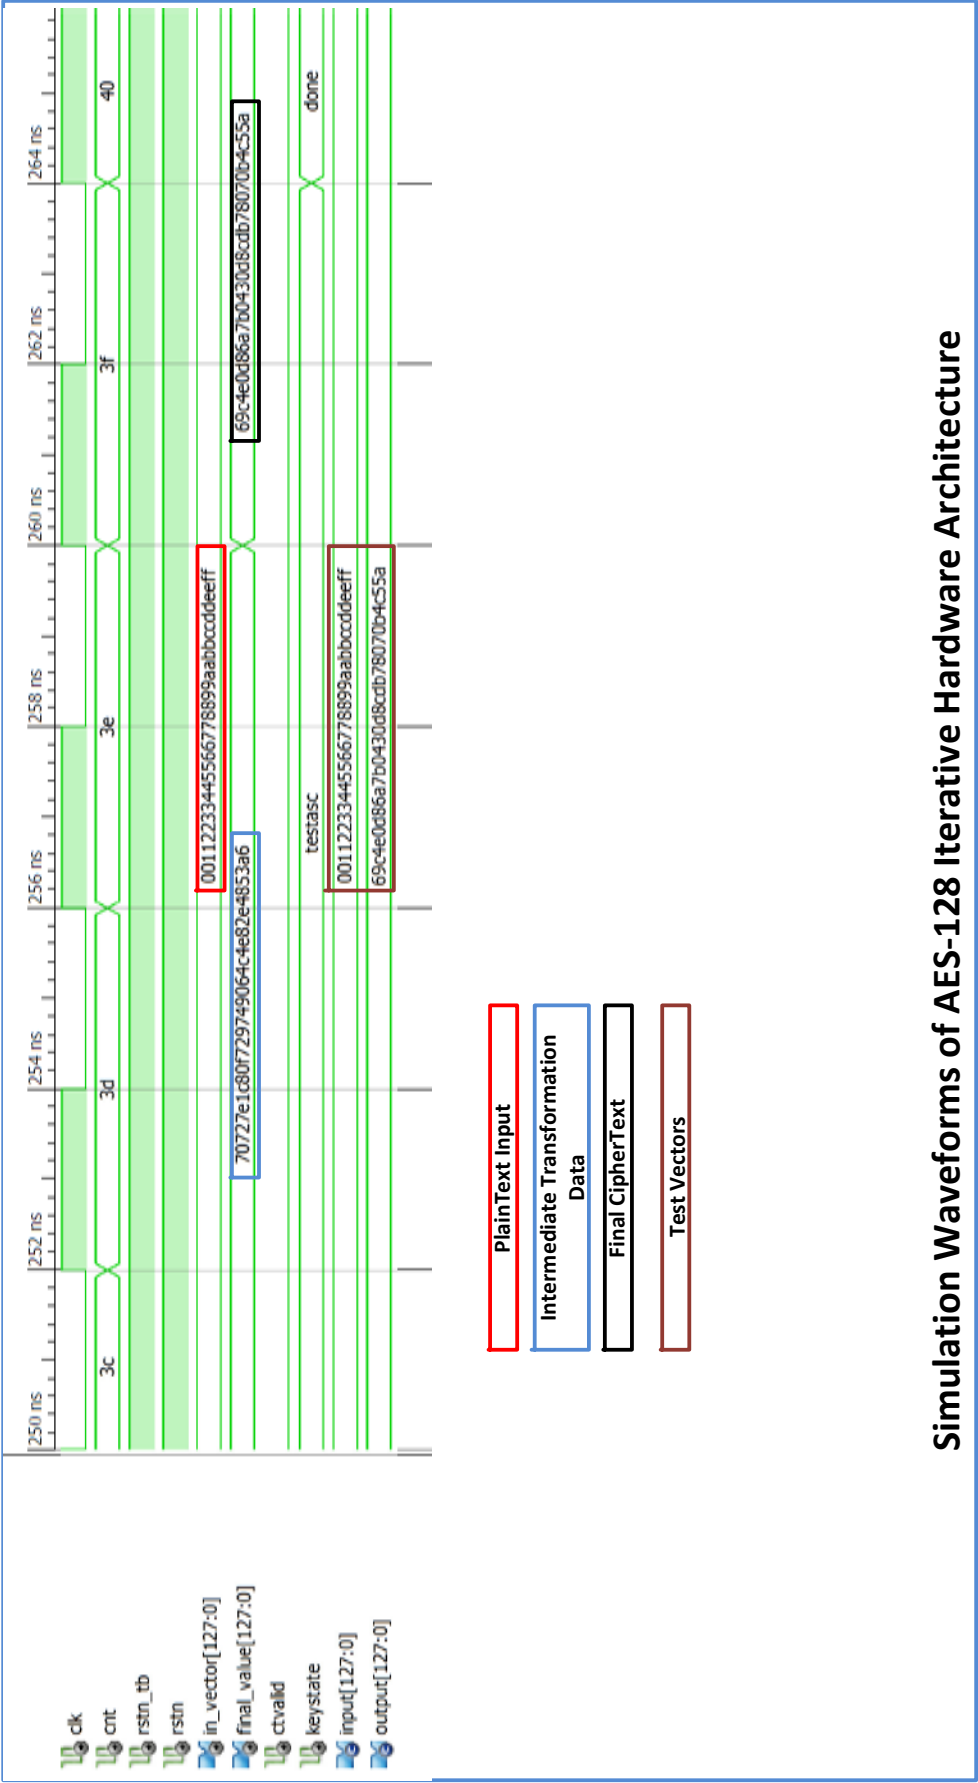 250 ns 252 ns 254 ns 256 ns 258 ns 260 ns 262 ns 264 ns
clk
cnt 3c 3d 3e 3f 40
rstn_tb
rstn
in_vector[127:0] 00112233445566778899aabbccddeeff
final_value[127:0] 70727e1c80f729749064c4e82e4853a6 69c4e0d86a7b0430d8cdb78070b4c55a
ctvalid
keystate testasc done
input[127:0] 00112233445566778899aabbccddeeff
output[127:0] 69c4e0d86a7b0430d8cdb78070b4c55a
PlainText Input
Intermediate Transformation
Data
Final CipherText
Test Vectors
Simulation Waveforms of AES-128 Iterative Hardware Architecture